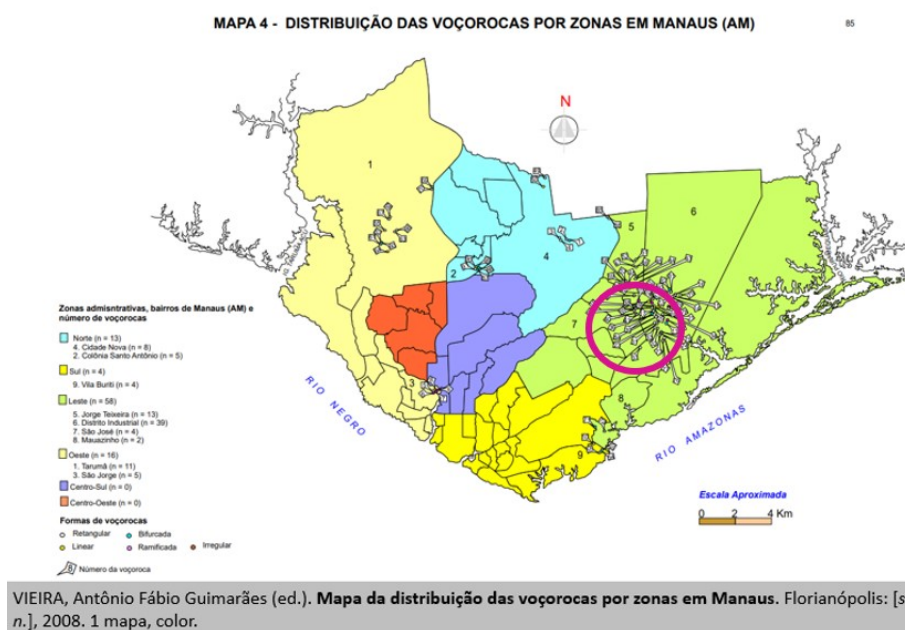 MAPA 4 - DISTRIBUIÇÃO DAS VOÇOROCAS POR ZONAS EM MANAUS (AM)
85
N
1
6
5
4
2
7
3
8
9
RIO NEGRO
RIO AMAZONAS
Zonas admisntrativas, bairros de Manaus (AM) e
número de voçorocas
Norte (n = 13)
4. Cidade Nova (n = 8)
2. Colônia Santo Antônio (n = 5)
Sul (n = 4)
9. Vila Buriti (n = 4)
Leste (n = 58)
5. Jorge Teixeira (n = 13)
6. Distrito Industrial (n = 39)
7. São José (n = 4)
8. Mauazinho (n = 2)
Oeste (n = 16)
1. Tarumã (n = 11)
3. São Jorge (n = 5)
Centro-Sul (n = 0)
Centro-Oeste (n = 0)
Formas de voçorocas
Retangular Bifurcada
Linear Ramificada Irregular
Número da voçoroca
Escala Aproximada
0 2 4 Km
VIEIRA, Antônio Fábio Guimarães (ed.). Mapa da distribuição das voçorocas por zonas em Manaus. Florianópolis: [s.
n.], 2008. 1 mapa, color.